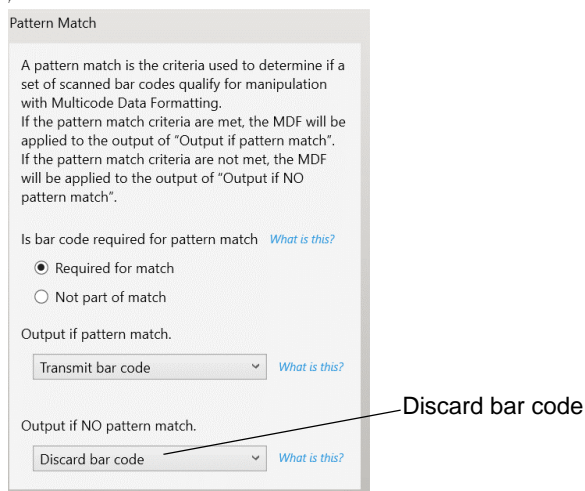 Pattern Match
A pattern match is the criteria used to determine if a
set of scanned bar codes qualify for manipulation
with Multicode Data Formatting.
If the pattern match criteria are met, the MDF will be
applied to the output of “Output if pattern match”.
If the pattern match criteria are not met, the MDF
will be applied to the output of “Output if NO
pattern match”.
Is bar code required for pattern match What is this?
Required for match
Not part of match
Output if pattern match.
Transmit bar code What is this?
Discard bar code
Output if NO pattern match.
Discard bar code What is this?